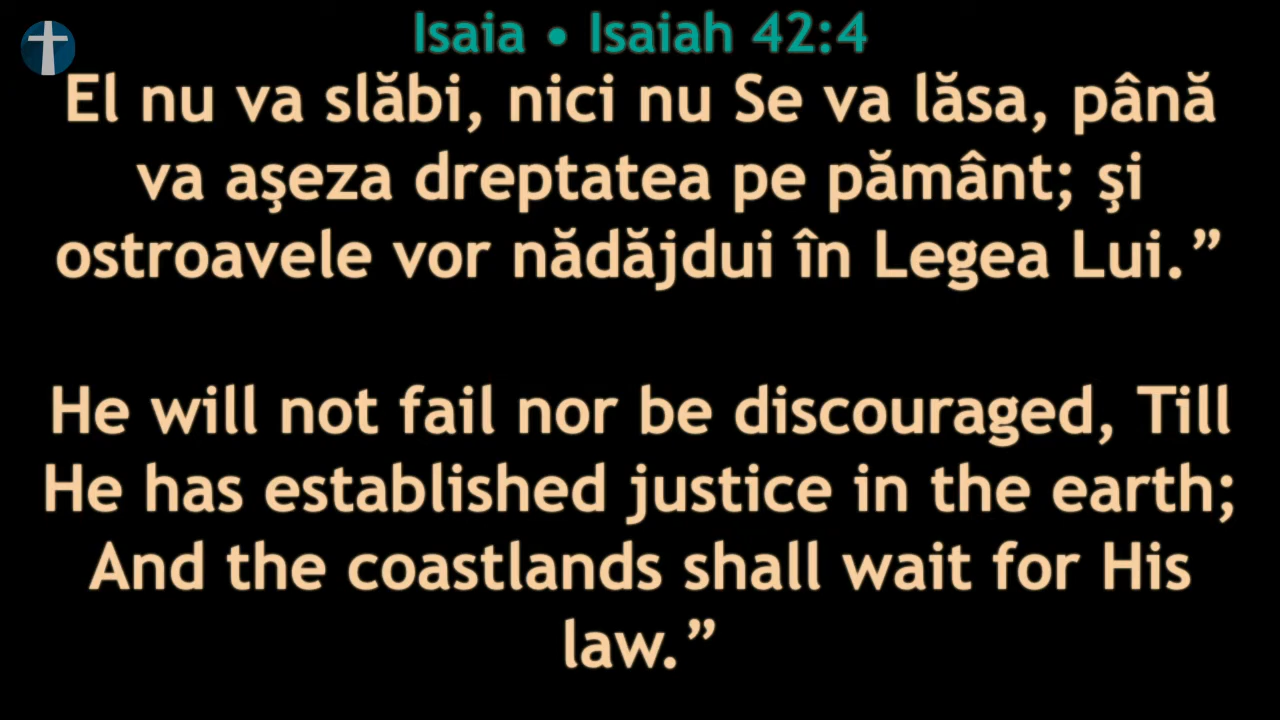 Isaia • Isaiah 42:4
El nu va slăbi, nici nu Se va lăsa, până
va aşeza dreptatea pe pământ; şi
ostroavele vor nădăjdui în Legea Lui.”
He will not fail nor be discouraged, Till
He has established justice in the earth;
And the coastlands shall wait for His
law.”